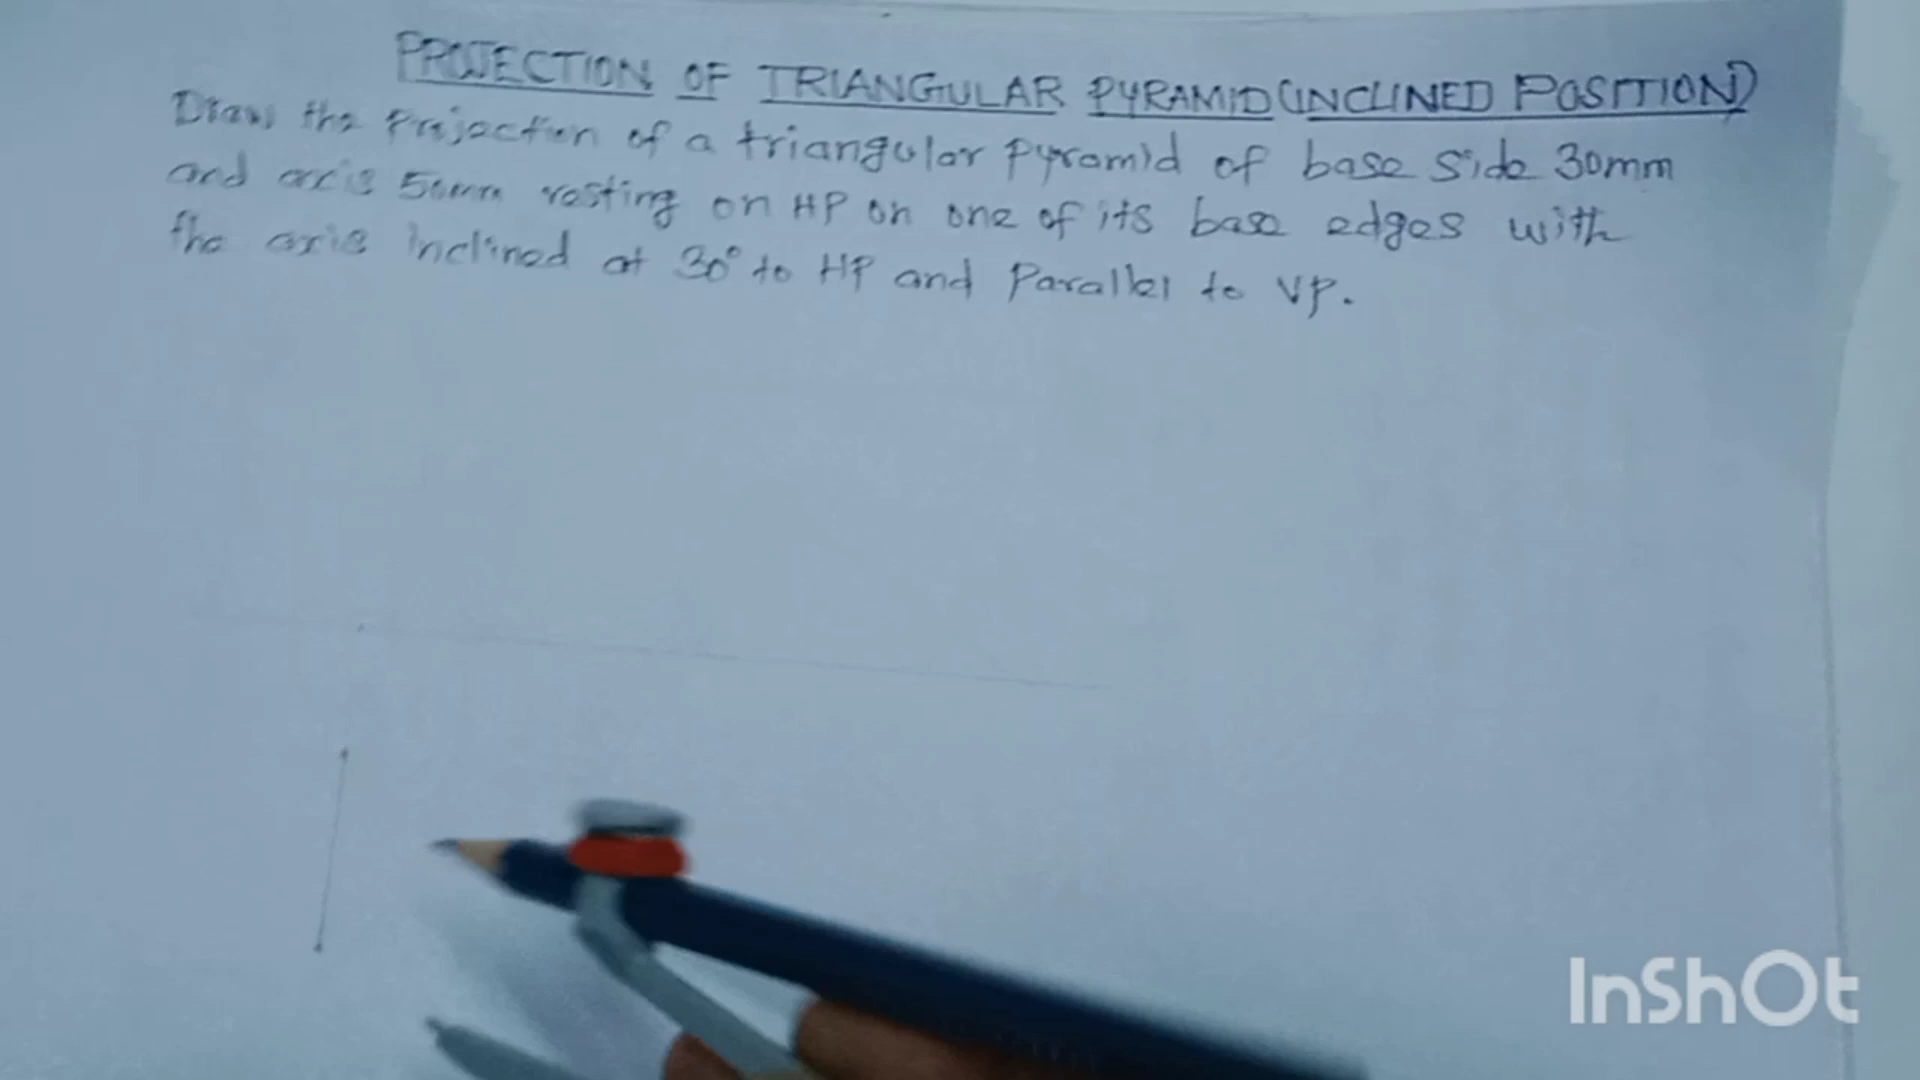 PROJECTION OF TRIANGULAR PYRAMID (INCLINED POSITION)
Draw the Projection of a triangular pyramid of base side 30mm
and axis 50mm resting on HP on one of its base edges with
the axis inclined at 30° to HP and Parallel to VP.
InShOt